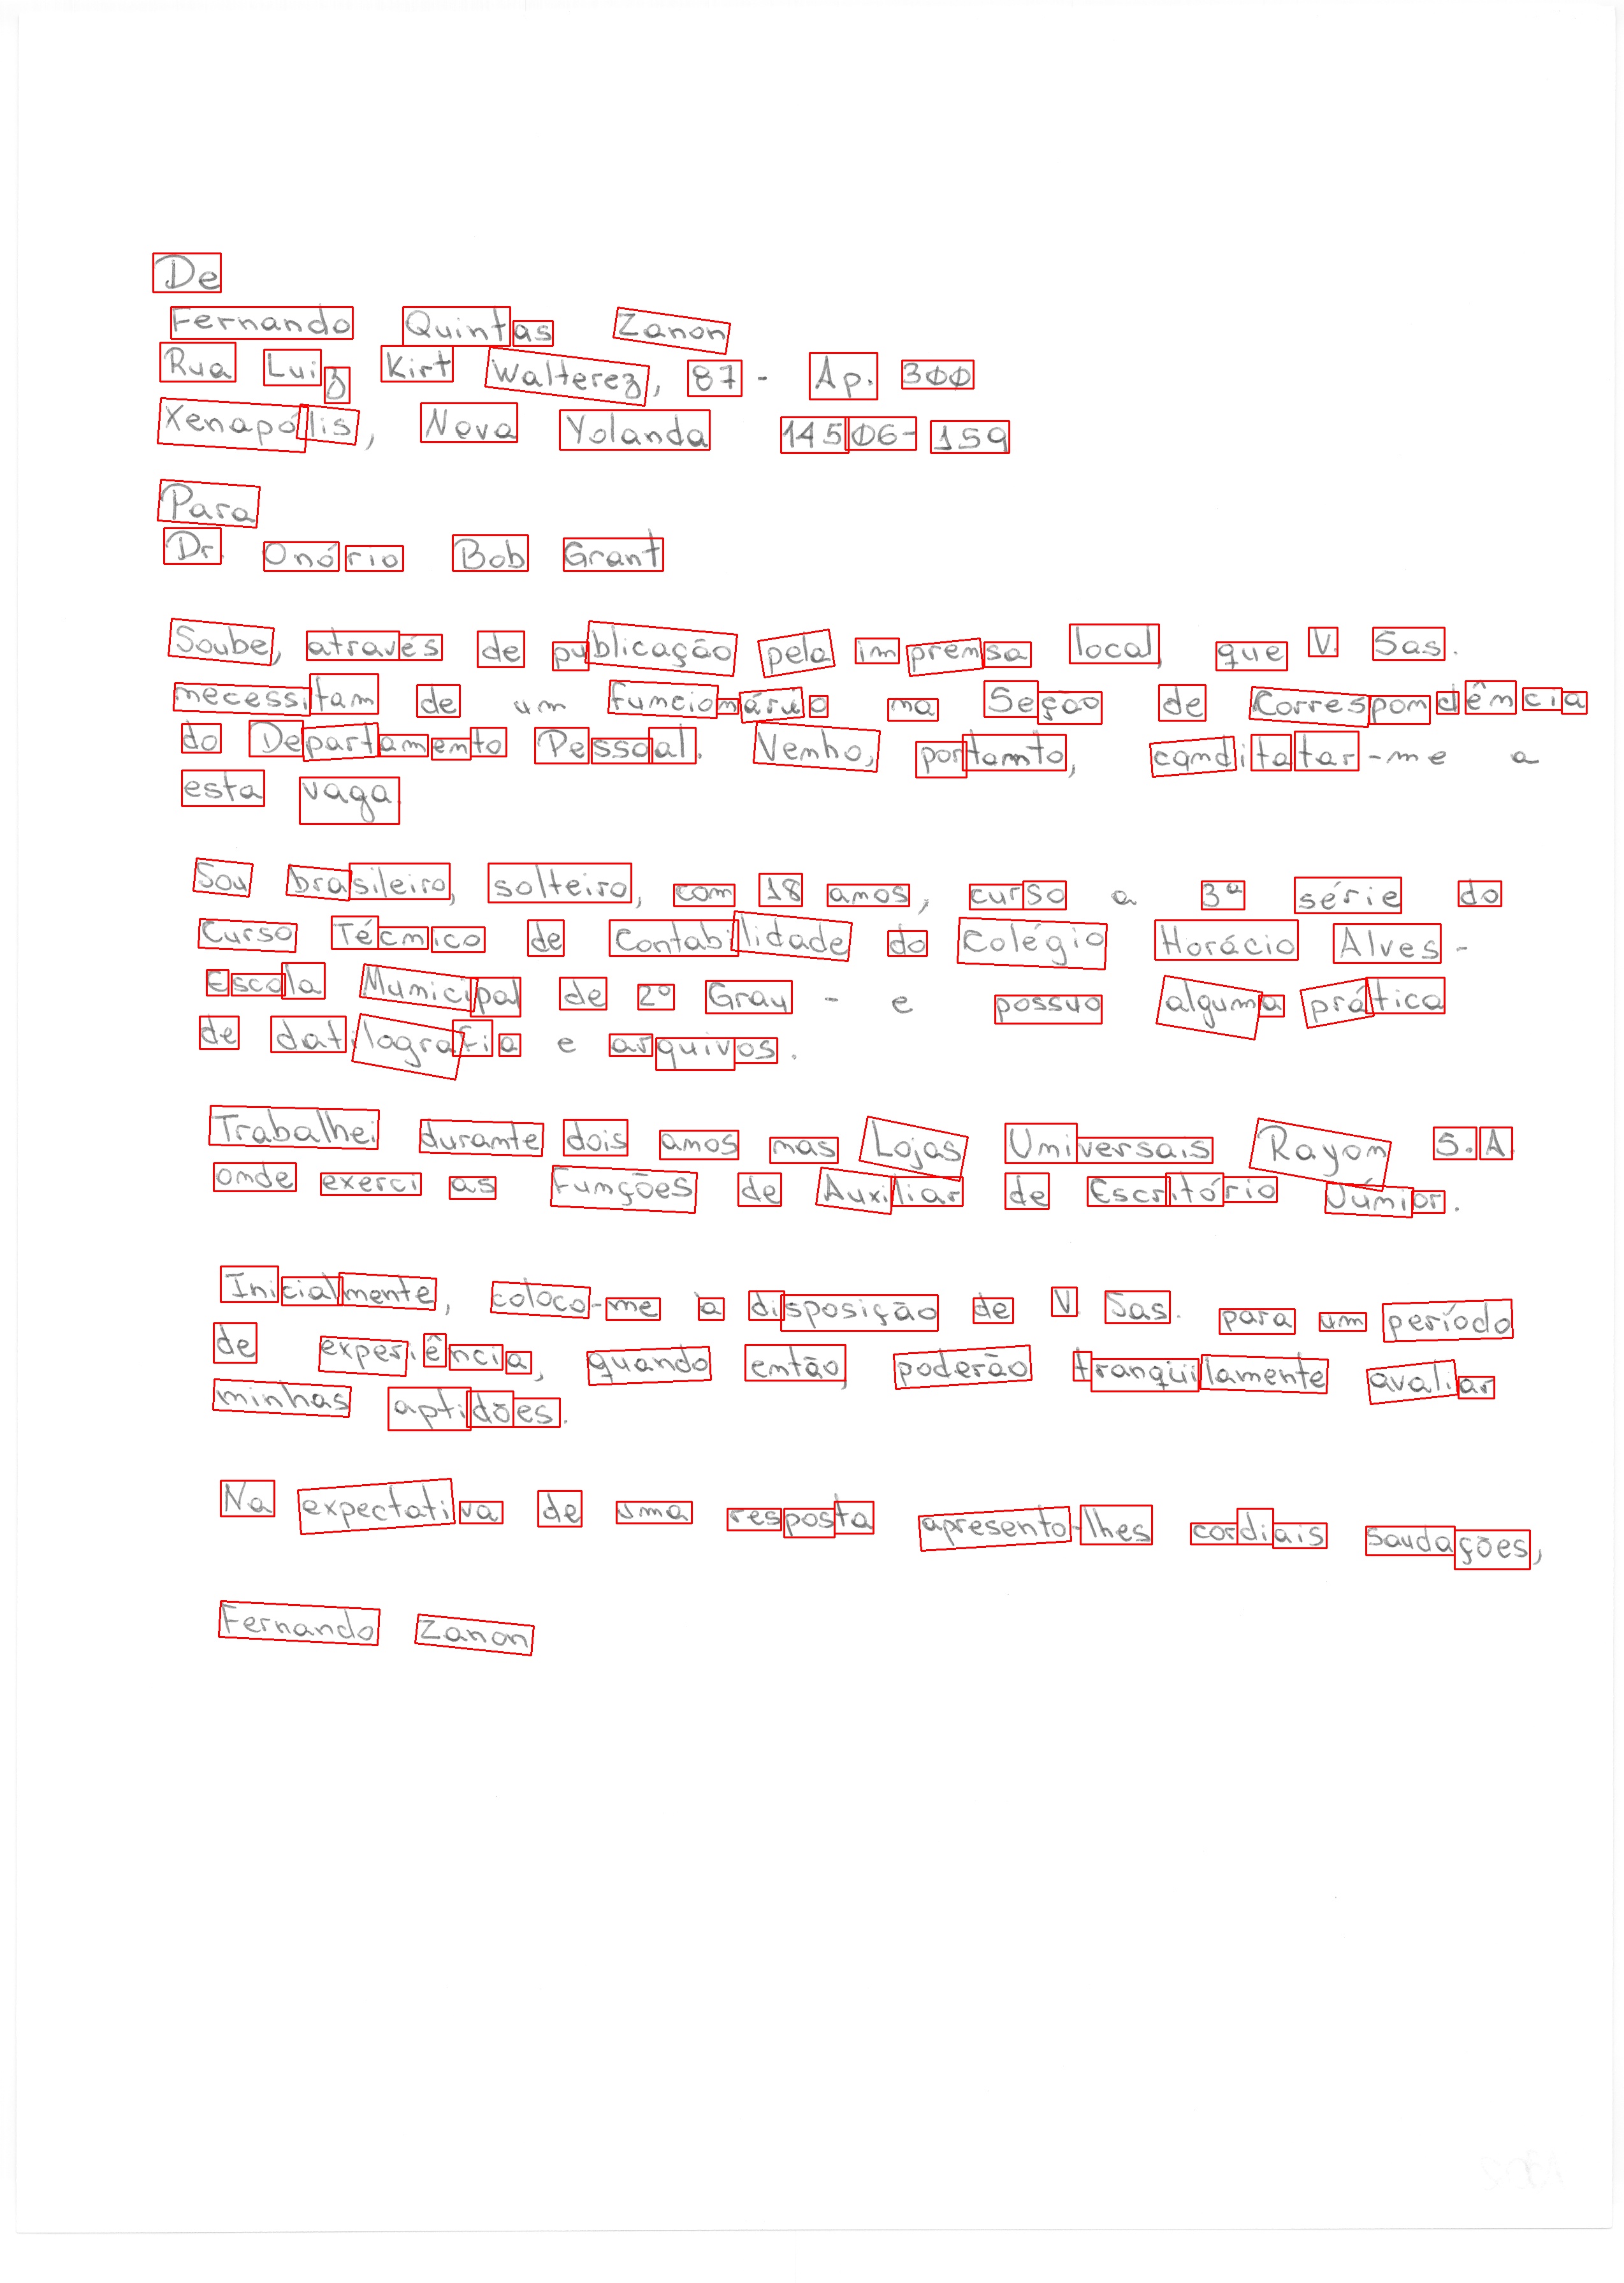 De
Fernando Quintas Zanon
Rua Luiz Kirt Walterez, 87 - Ap. 300
Xenapólis, Nova Yolanda 14506-159
Para
Dr. Onório Bob Grant
Soube, através de publicação pela imprensa local, que V. Sas.
necessitam de um funcionário na Seção de Correspondência
do Departamento Pessoal. Venho, portanto, canditatar-me a
esta vaga.
Sou brasileiro, solteiro, com 18 anos, curso a 3ª série do
Curso Técnico de Contabilidade do Colégio Horácio Alves -
Escola Municipal de 2º Grau - e possuo alguma prática
de datilografia e arquivos.
Trabalhei durante dois anos nas Lojas Universais Rayon S.A
onde exerci as funções de Auxiliar de Escritório Júnior.
Inicialmente, coloco-me à disposição de V. Sas. para um período
de experiência, quando então, poderão tranqüilamente avaliar
minhas aptidões.
Na expectativa de uma resposta apresento-lhes cordiais saudações,
Fernando Zanon